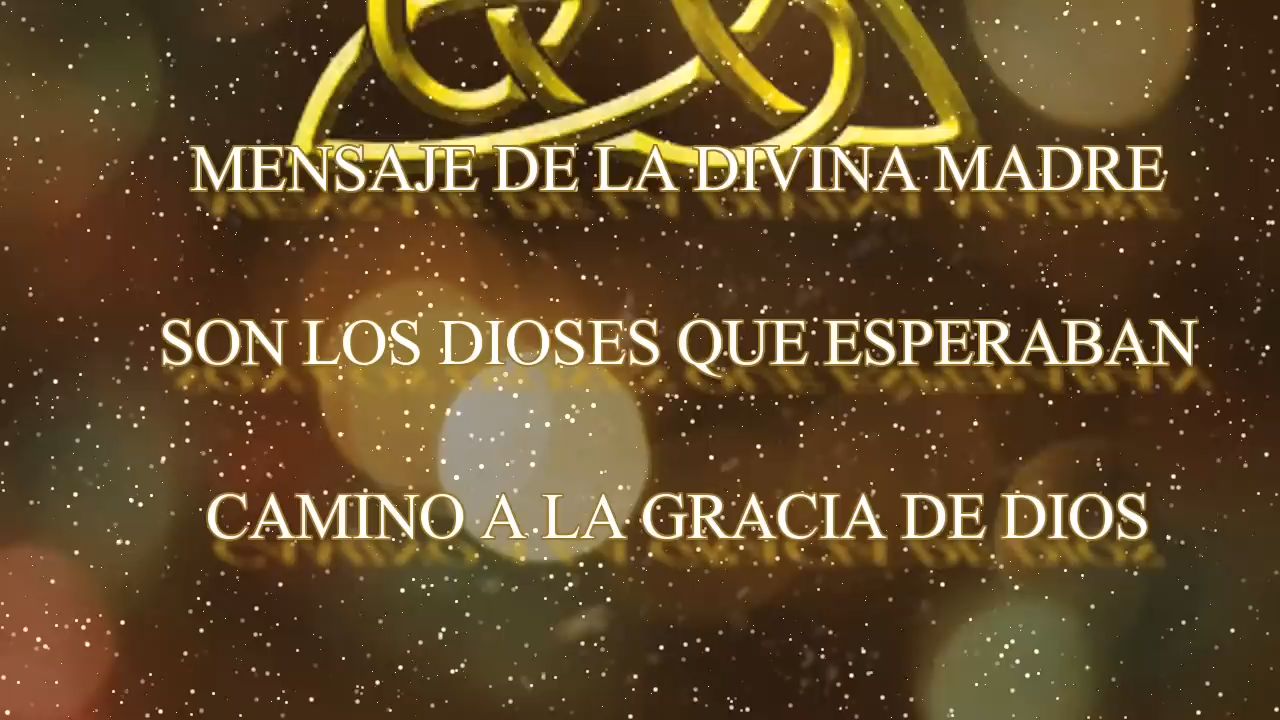 MENSAJE DE LA DIVINA MADRE
SON LOS DIOSES QUE ESPERABAN
CAMINO A LA GRACIA DE DIOS